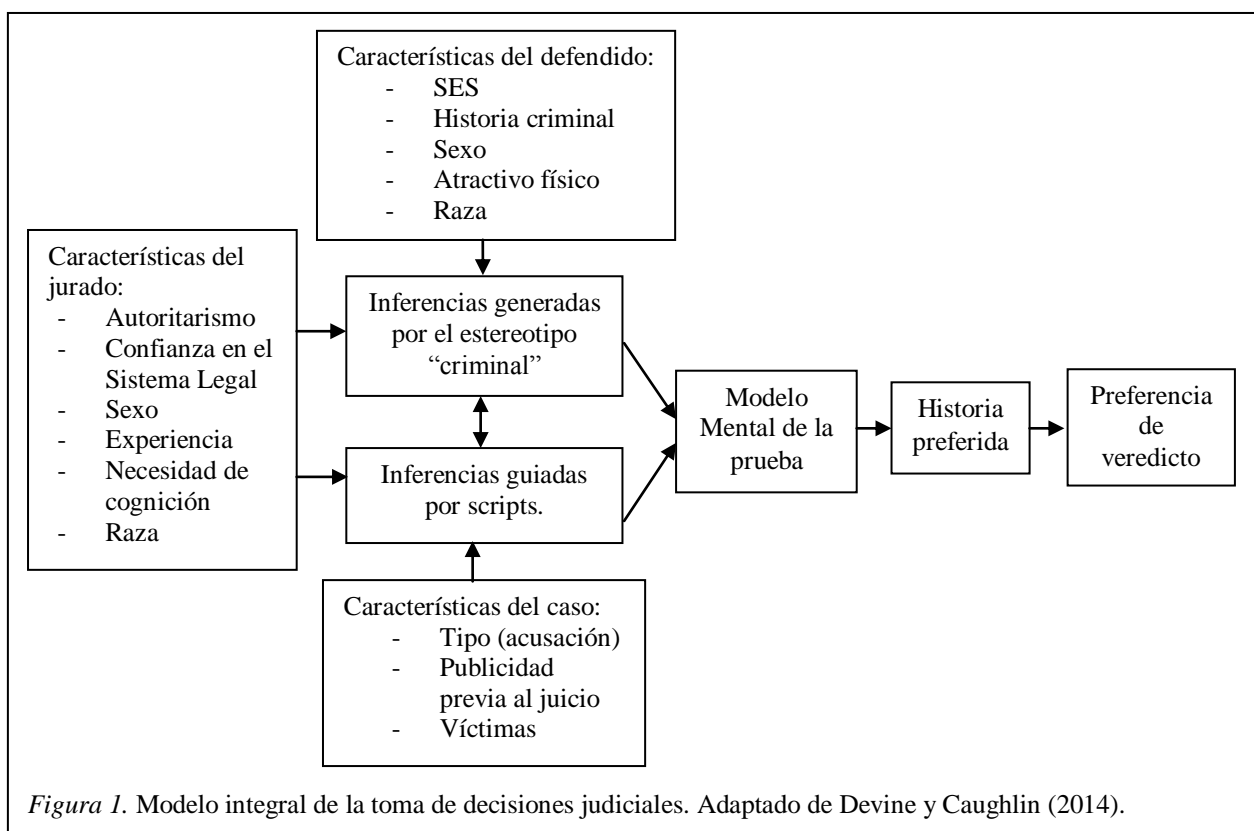 Características del defendido:
- SES
- Historia criminal
- Sexo
- Atractivo físico
- Raza
Características del
jurado:
- Autoritarismo
- Confianza en el
Sistema Legal
- Sexo
- Experiencia
- Necesidad de
cognición
- Raza
Inferencias generadas
por el estereotipo
“criminal”
Inferencias guiadas
por scripts.
Modelo
Mental de la
prueba
Historia
preferida
Preferencia
de
veredicto
Características del caso:
- Tipo (acusación)
- Publicidad
previa al juicio
- Víctimas
Figura 1. Modelo integral de la toma de decisiones judiciales. Adaptado de Devine y Caughlin (2014).